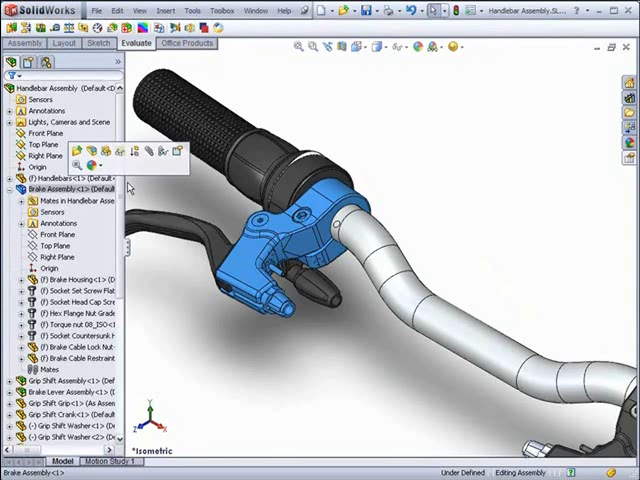 SolidWorks File Edit View Insert Tools Window Help Handlebar Assembly.SL...
Assembly Layout Sketch Evaluate Office Products
Handlebar Assembly (Default<D
Sensors
Annotations
Lights, Cameras and Scene
Front Plane
Top Plane
Right Plane
Origin
(f) Handlebars<1> (Default
Brake Assembly<1> (Default
Mates in Handlebar Asse
Sensors
Annotations
Front Plane
Top Plane
Right Plane
Origin
(f) Brake Housing<1> (
(f) Socket Set Screw Flat
(f) Socket Head Cap Scre
(f) Hex Flange Nut Grade
(f) Torque nut 08_ISO<1
(f) Socket Countersunk H
(f) Brake Cable Lock Nut
(f) Brake Cable Restraint
Mates
Grip Shift Assembly<1> (Def
Brake Lever Assembly<1> (
Grip Shift Grip<1> (As Assem
Grip Shift Crank<1> (Default
(-) Grip Shift Washer<1> (
(-) Grip Shift Washer<2> (
Y
Z
X
*Isometric
Model Motion Study 1
Brake Assembly<1> Under Defined Editing Assembly